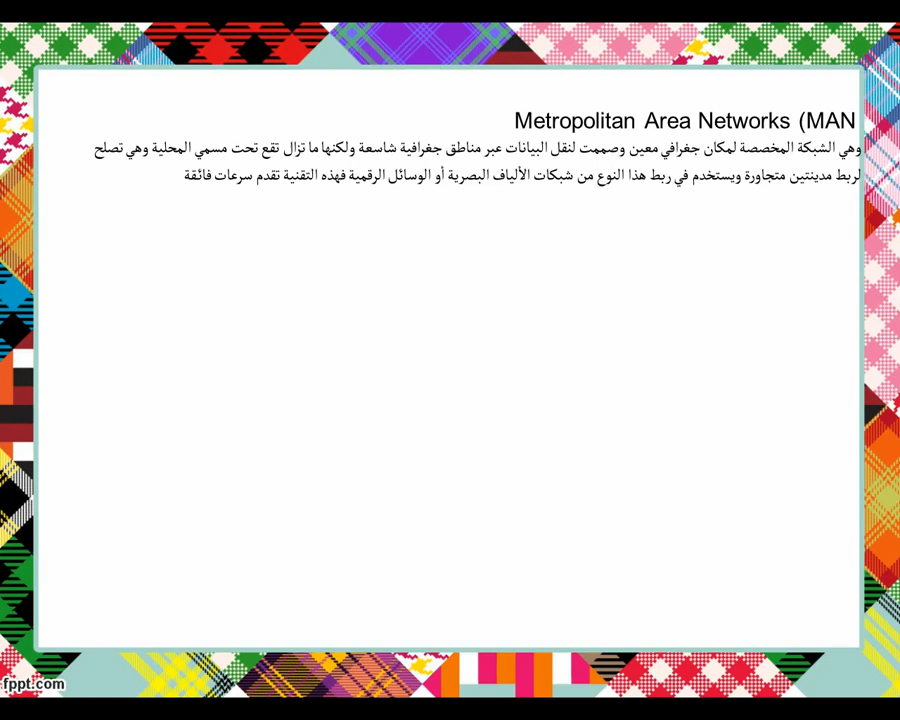 Metropolitan Area Networks (MAN
وهي الشبكة المخصصة لمكان جغرافي معين وصممت لنقل البيانات عبر مناطق جغرافية شاسعة ولكنها ما تزال تقع تحت مسمي المحلية وهي تصلح
لربط مدينتين متجاورة ويستخدم في ربط هذا النوع من شبكات الألياف البصرية أو الوسائل الرقمية فهذه التقنية تقدم سرعات فائقة
fppt.com